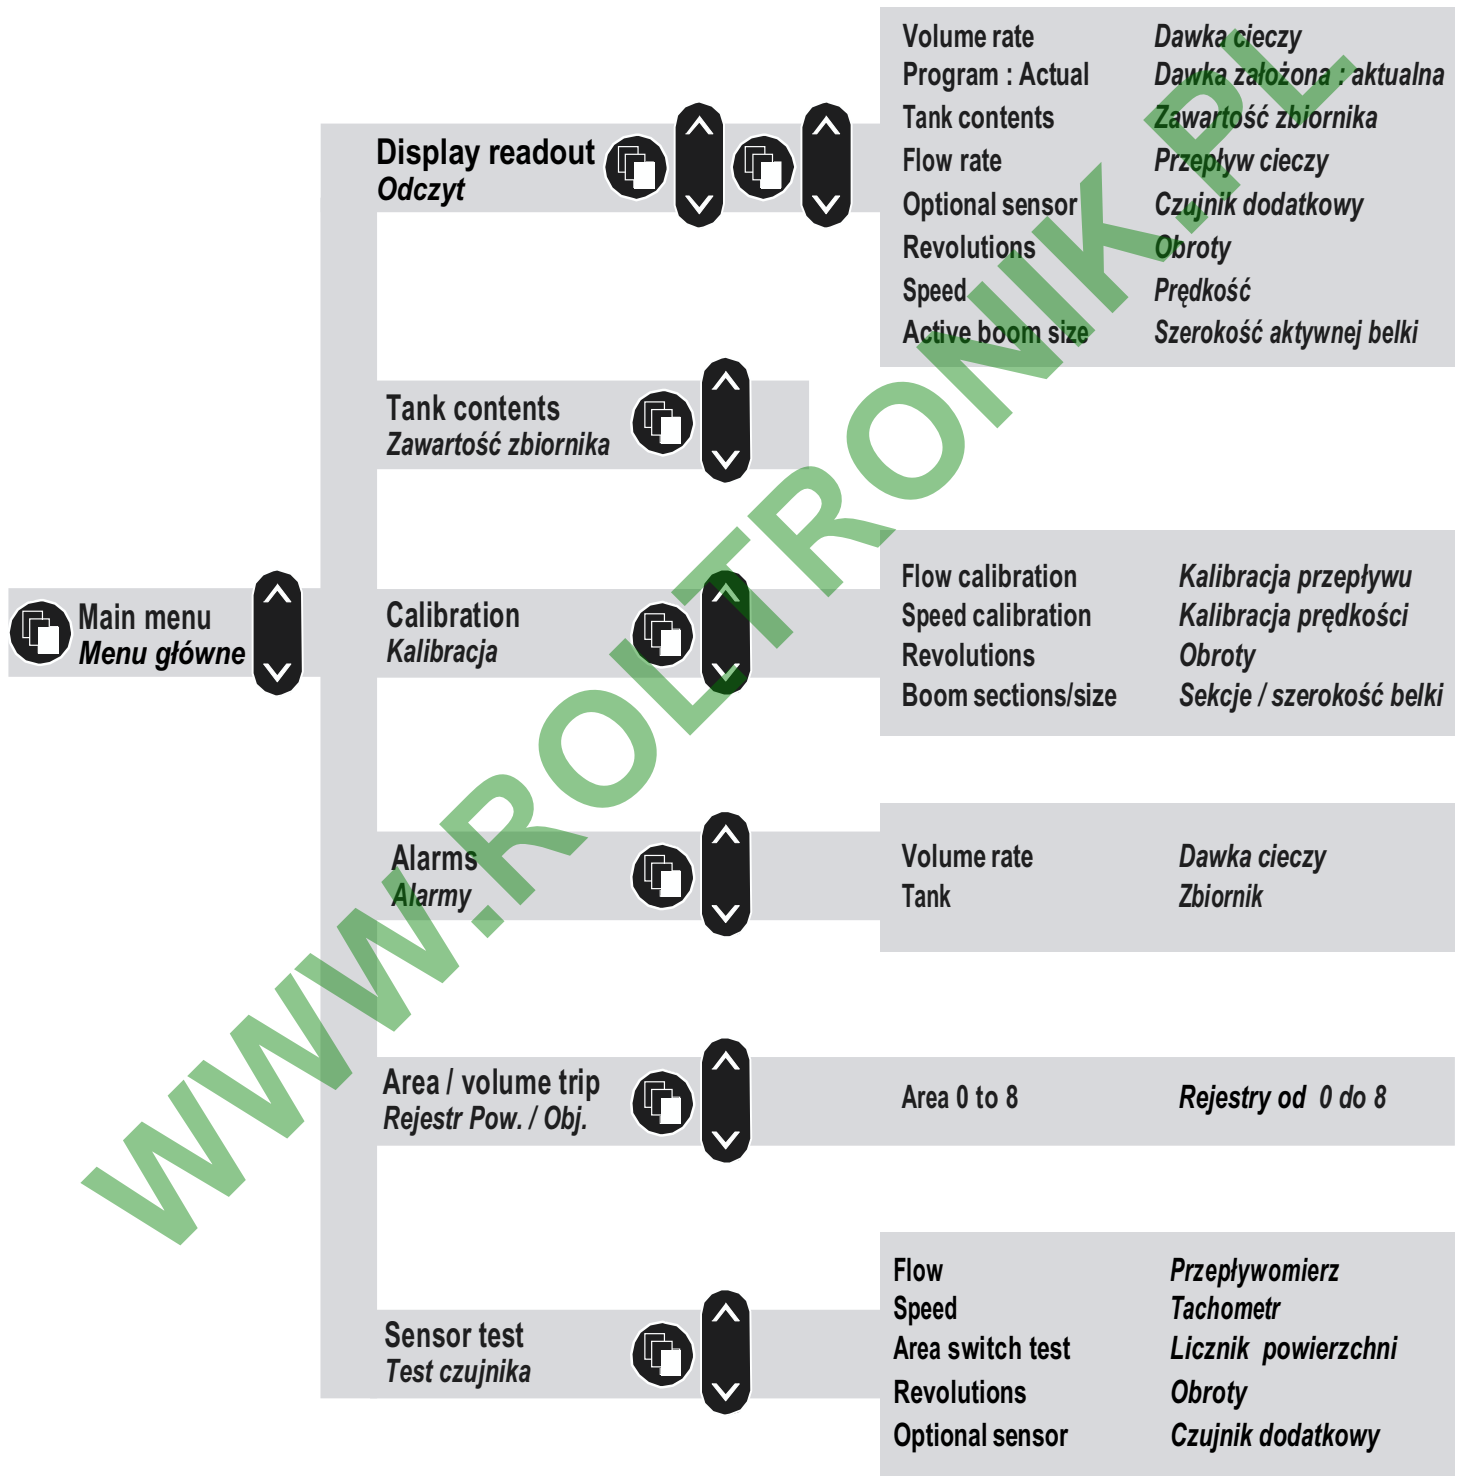 Volume rate Dawka cieczy
Program : Actual Dawka założona : aktualna
Tank contents Zawartość zbiornika
Flow rate Przepływ cieczy
Optional sensor Czujnik dodatkowy
Revolutions Obroty
Speed Prędkość
Active boom size Szerokość aktywnej belki
Display readout
Odczyt
Tank contents
Zawartość zbiornika
Main menu
Menu główne
Calibration
Kalibracja
Flow calibration Kalibracja przepływu
Speed calibration Kalibracja prędkości
Revolutions Obroty
Boom sections/size Sekcje / szerokość belki
Alarms
Alarmy
Volume rate Dawka cieczy
Tank Zbiornik
Area / volume trip
Rejestr Pow. / Obj.
Area 0 to 8 Rejestry od 0 do 8
Sensor test
Test czujnika
Flow Przepływomierz
Speed Tachometr
Area switch test Licznik powierzchni
Revolutions Obroty
Optional sensor Czujnik dodatkowy
WWW.ROLTRONIK.PL